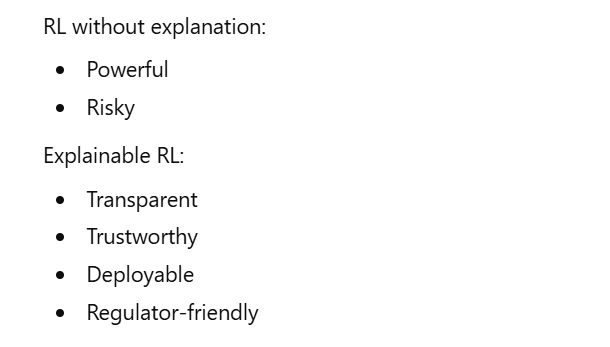 RL without explanation:
• Powerful
• Risky
Explainable RL:
• Transparent
• Trustworthy
• Deployable
• Regulator-friendly